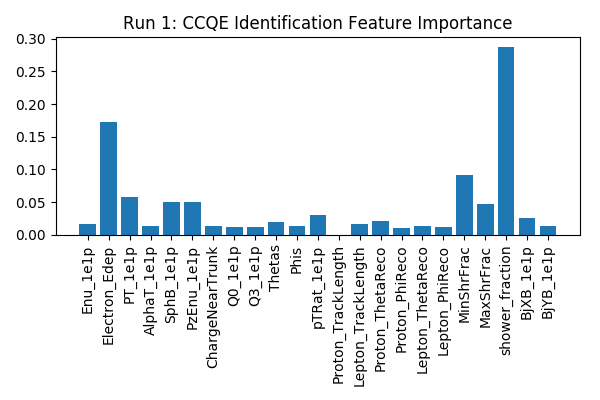 Run 1: CCQE Identification Feature Importance
0.30
0.25
0.20
0.15
0.10
0.05
0.00
Enu_1e1p
Electron_Edep
PT_1e1p
AlphaT_1e1p
SphB_1e1p
PzEnu_1e1p
ChargeNearTrunk
Q0_1e1p
Q3_1e1p
Thetas
Phis
pTRat_1e1p
Proton_TrackLength
Lepton_TrackLength
Proton_ThetaReco
Proton_PhiReco
Lepton_ThetaReco
Lepton_PhiReco
MinShrFrac
MaxShrFrac
shower_fraction
BjXB_1e1p
BjYB_1e1p